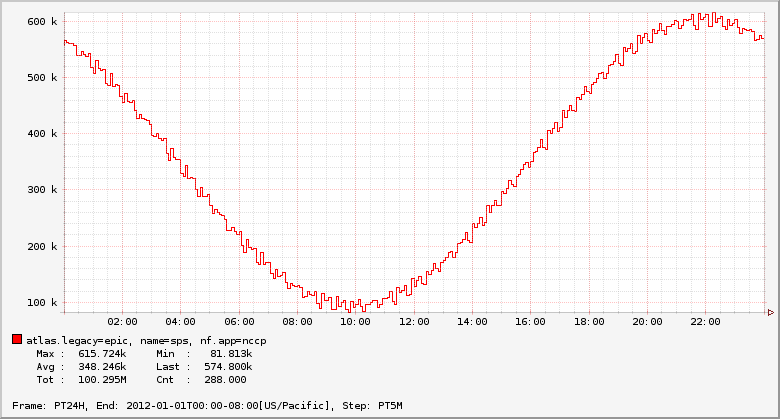 600 k
500 k
400 k
300 k
200 k
100 k
02:00 04:00 06:00 08:00 10:00 12:00 14:00 16:00 18:00 20:00 22:00
atlas.legacy=epic, name=sps, nf.app=nccp
Max : 615.724k Min : 81.813k
Avg : 348.246k Last : 574.800k
Tot : 100.295M Cnt : 288.000
Frame: PT24H, End: 2012-01-01T00:00-08:00[US/Pacific], Step: PT5M